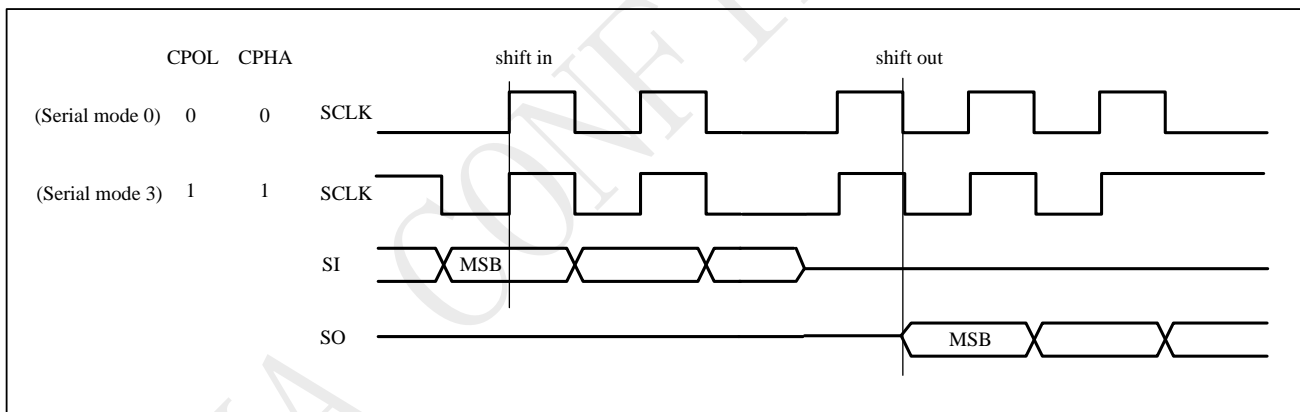 CPOL CPHA shift in shift out
(Serial mode 0) 0 0 SCLK
(Serial mode 3) 1 1 SCLK
SI MSB
SO MSB